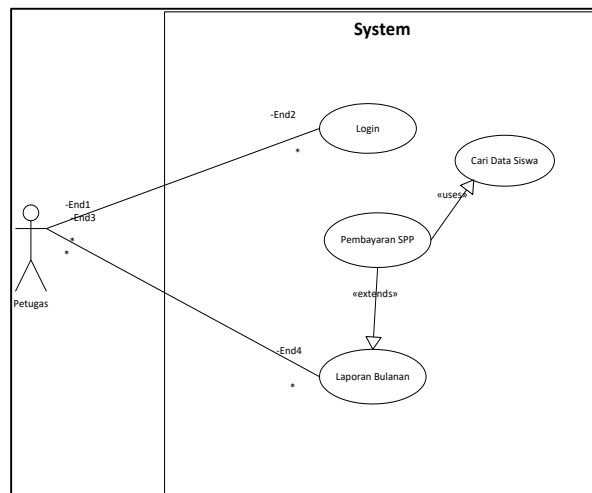 System
-End2
Login
*
Cari Data Siswa
«uses»
-End1
-End3
Pembayaran SPP
*
*
Petugas
«extends»
-End4
Laporan Bulanan
*